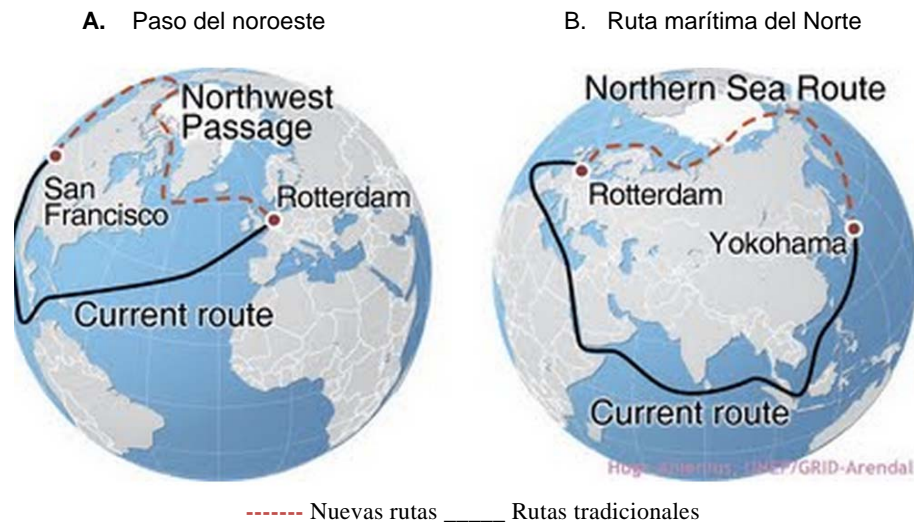 A. Paso del noroeste
B. Ruta marítima del Norte
Northwest
Passage
San
Francisco
Rotterdam
Current route
Northern Sea Route
Rotterdam
Yokohama
Current route
UNEP/GRID-Arendal
------- Nuevas rutas _____ Rutas tradicionales